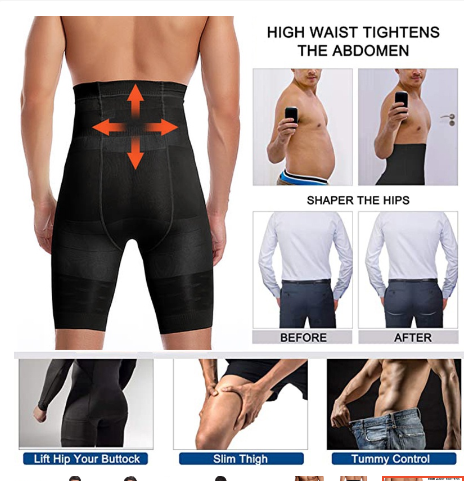 HIGH WAIST TIGHTENS
THE ABDOMEN
SHAPER THE HIPS
BEFORE
AFTER
Lift Hip Your Buttock
Slim Thigh
Tummy Control